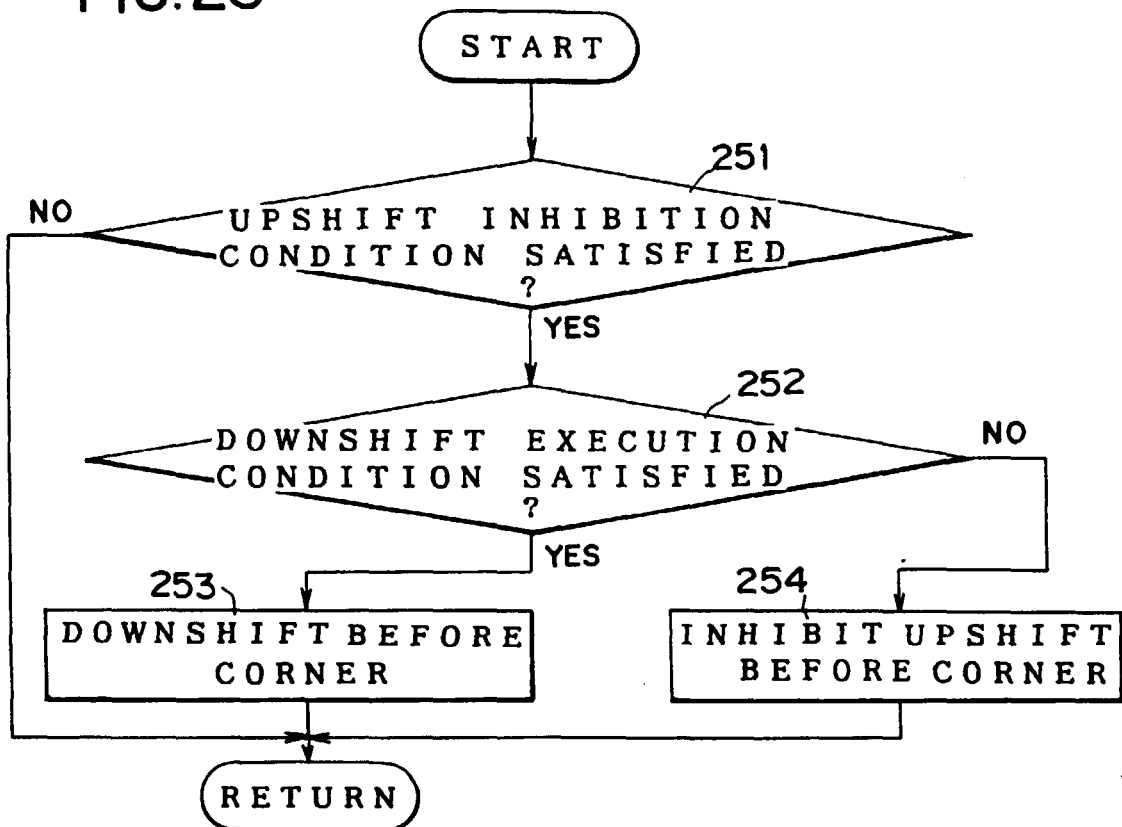 START
251
NO
UPSHIFT INHIBITION
CONDITION SATISFIED
?
YES
252
DOWNSHIFT EXECUTION
CONDITION SATISFIED
?
NO
YES
253
254
DOWNSHIFT BEFORE
CORNER
INHIBIT UPSHIFT
BEFORE CORNER
RETURN